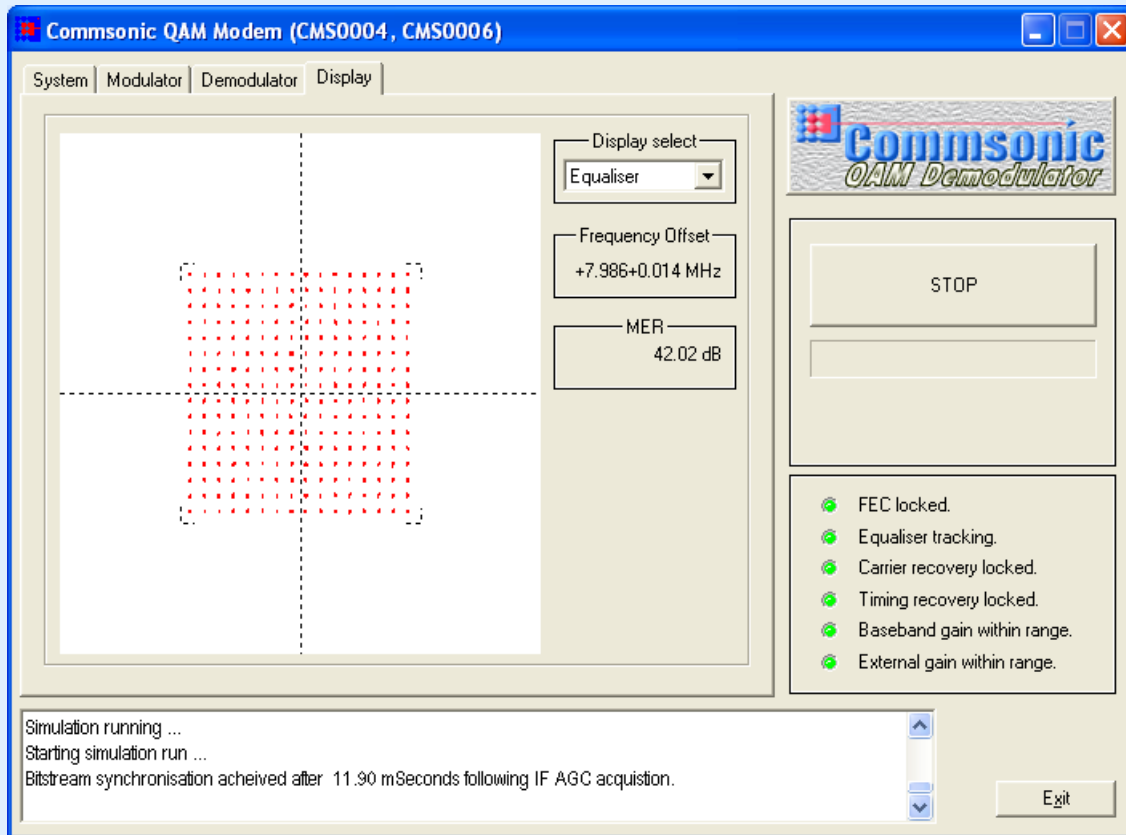 Commsonic QAM Modem (CMS0004, CMS0006)
System
Modulator
Demodulator
Display
Display select
Equaliser
Frequency Offset
+7.986+0.014 MHz
MER
42.02 dB
Commsonic
QAM Demodulator
STOP
FEC locked.
Equaliser tracking.
Carrier recovery locked.
Timing recovery locked.
Baseband gain within range.
External gain within range.
Simulation running ...
Starting simulation run ...
Bitstream synchronisation acheived after 11.90 mSeconds following IF AGC acquistion.
Exit